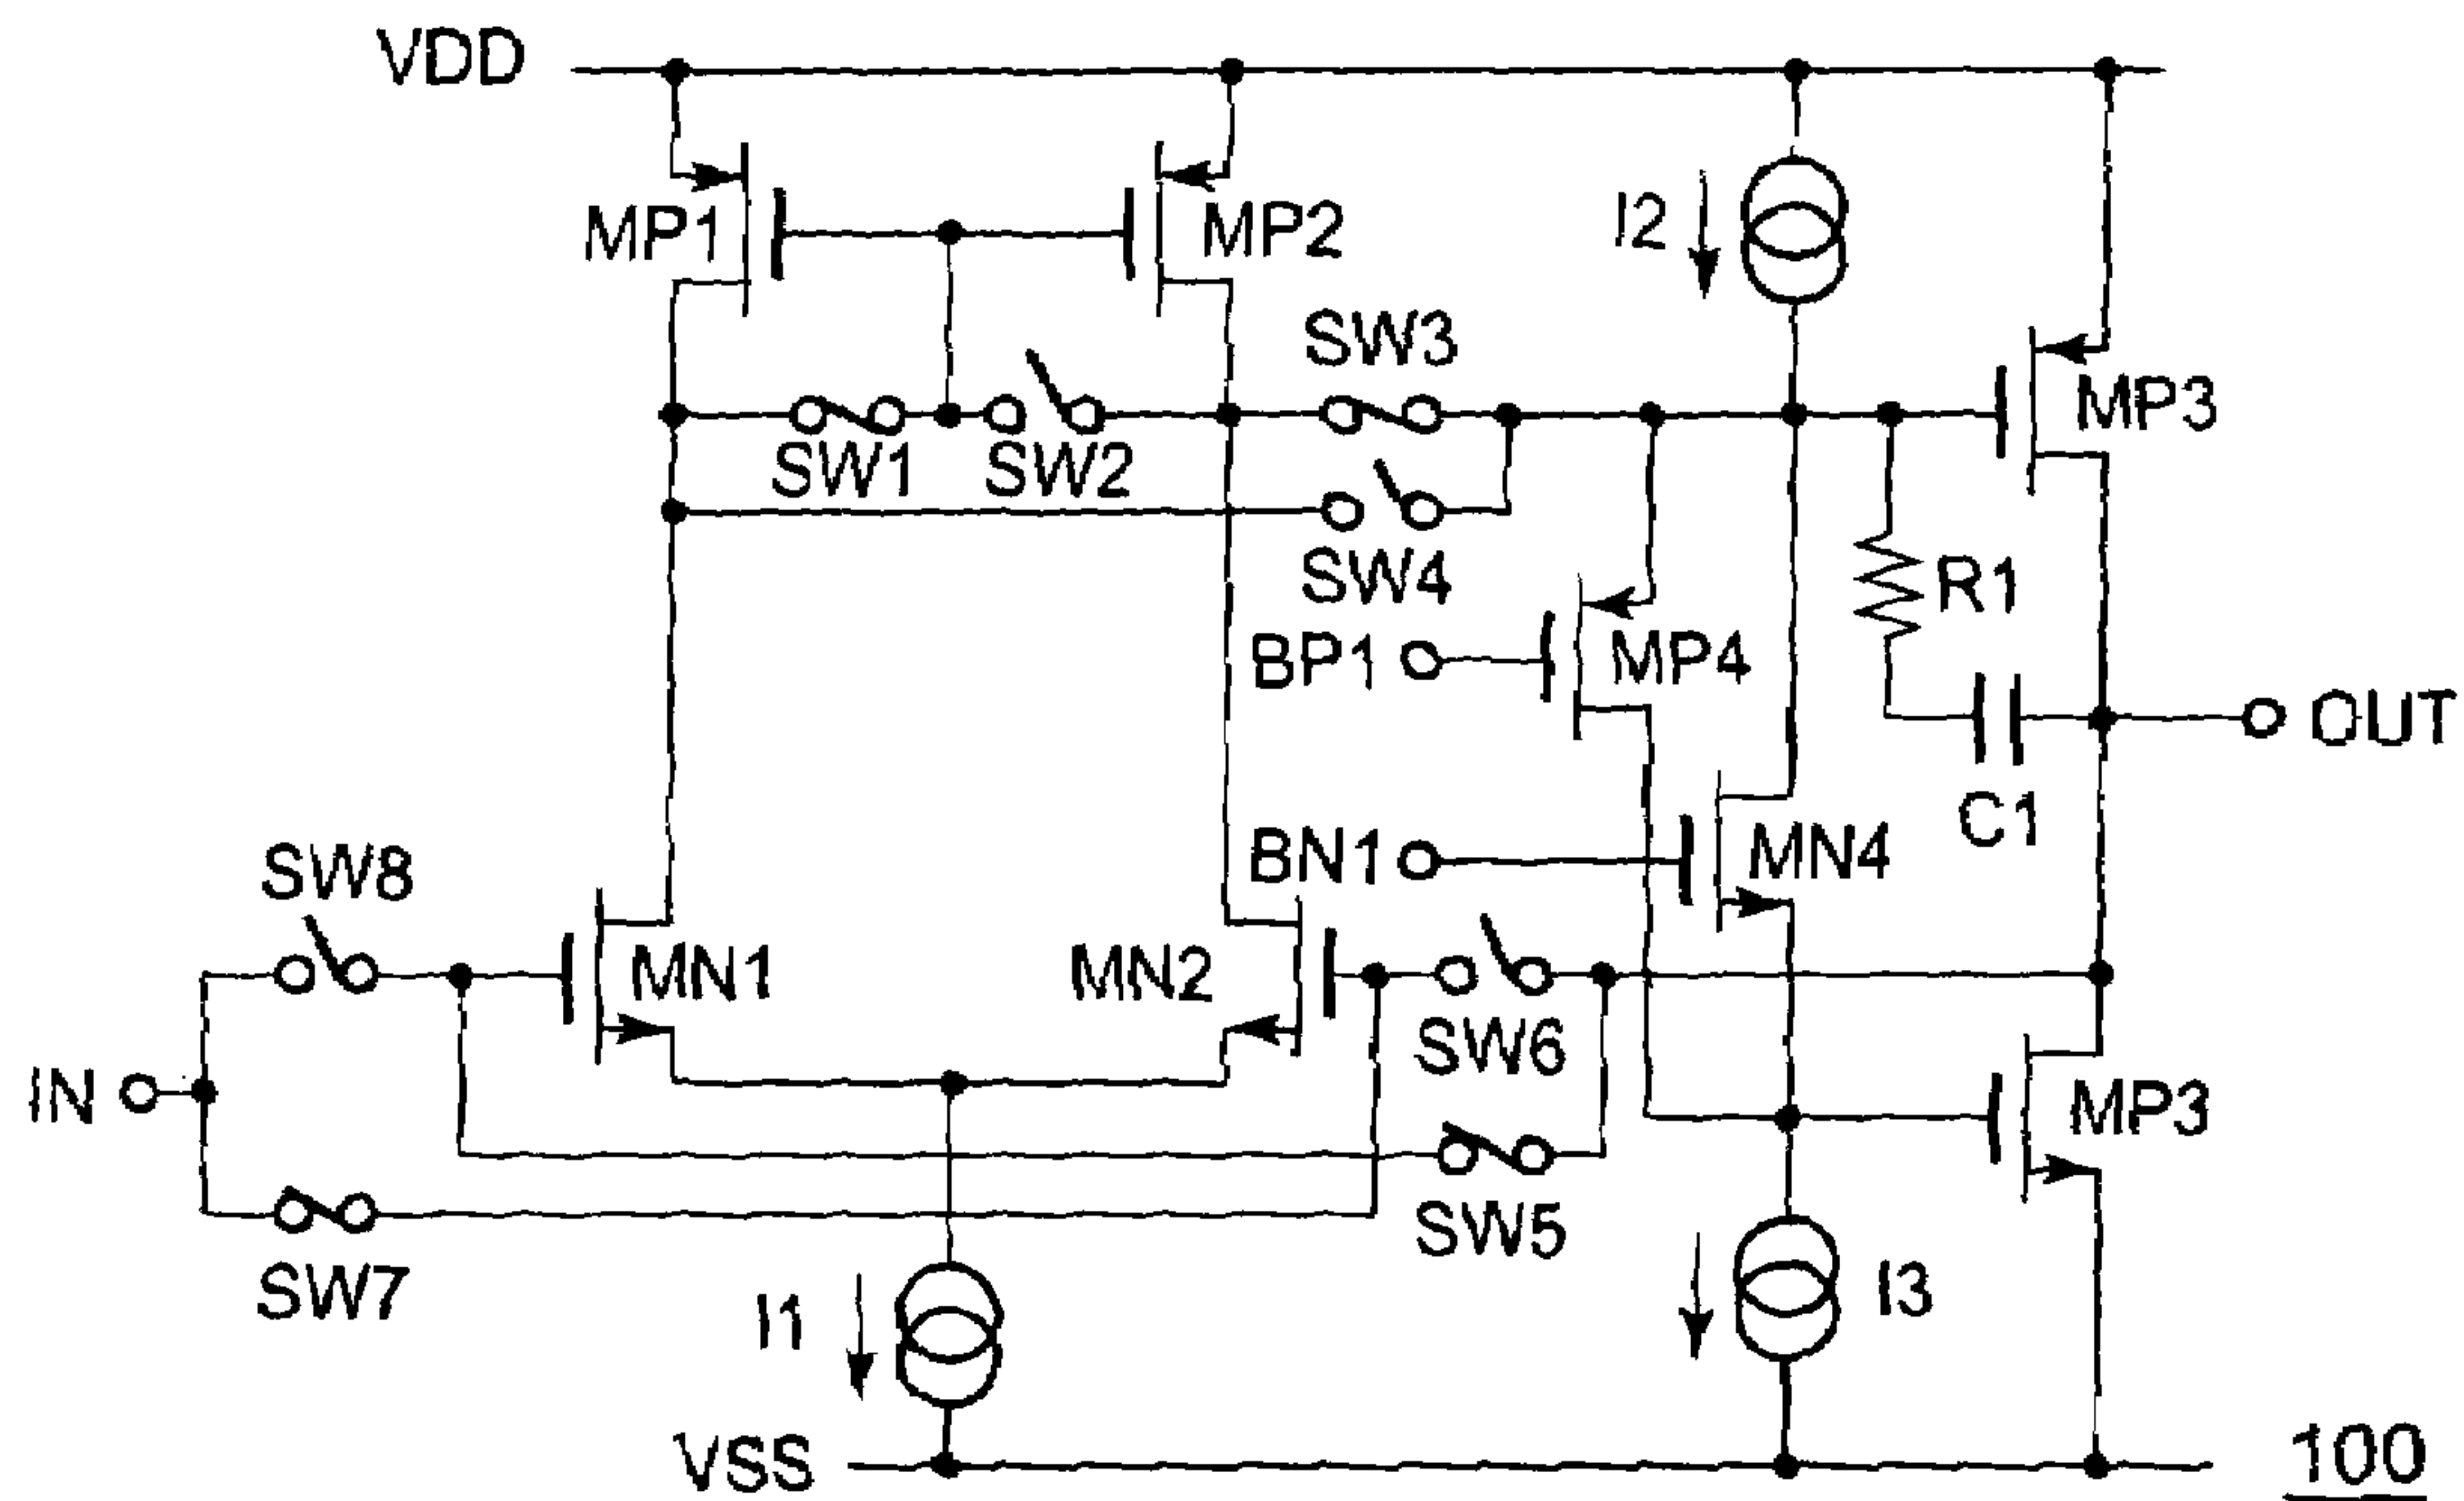 VDD
MP1
MP2
I2
SW3
MP3
SW1
SW2
SW4
R1
BP1
MP4
OUT
C1
SW8
BN1
MN4
MN1
MN2
SW6
IN
MP3
SW5
SW7
I1
I3
VSS
100